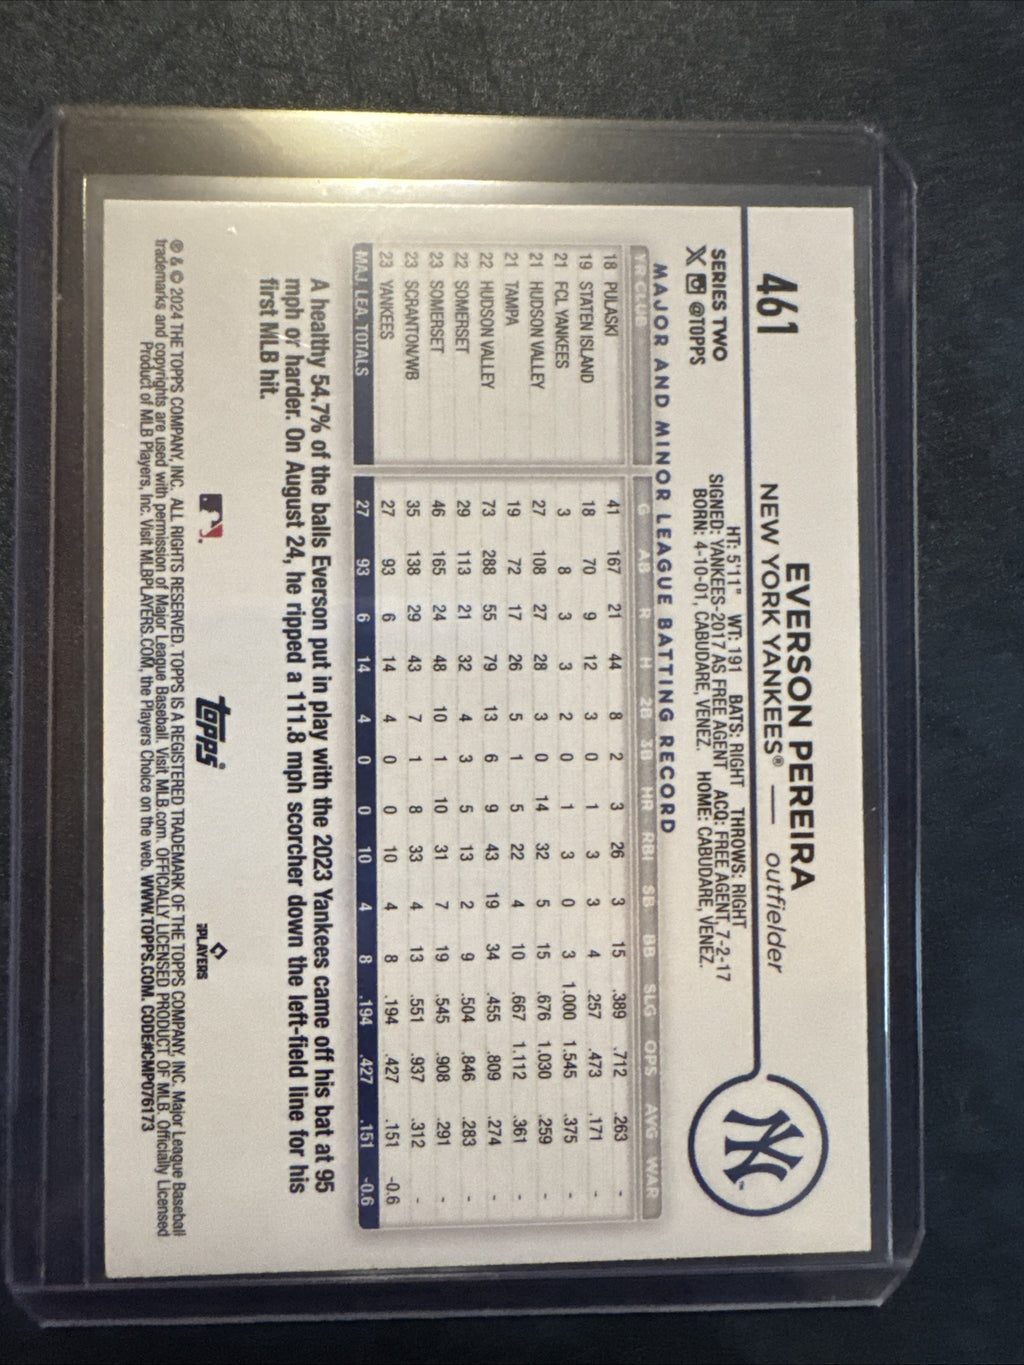 461
EVERSON PEREIRA
NEW YORK YANKEES® — outfielder
SERIES TWO
X @TOPPS
HT: 5'11" WT: 191 BATS: RIGHT THROWS: RIGHT
SIGNED: YANKEES-2017 AS FREE AGENT ACQ: FREE AGENT, 7-2-17
BORN: 4-10-01, CABUDARE, VENEZ. HOME: CABUDARE, VENEZ.
NY ™
MAJOR AND MINOR LEAGUE BATTING RECORD
YR CLUB G AB R H 2B 3B HR RBI SB BB SLG OPS AVG WAR
18 PULASKI 41 167 21 44 8 2 3 26 3 15 .389 .712 .263 -
19 STATEN ISLAND 18 70 9 12 3 0 1 3 3 4 .257 .473 .171 -
21 FCL YANKEES 3 8 3 3 2 0 1 3 0 3 1.000 1.545 .375 -
21 HUDSON VALLEY 27 108 27 28 3 0 14 32 5 15 .676 1.030 .259 -
21 TAMPA 19 72 17 26 5 1 5 22 4 10 .667 1.112 .361 -
22 HUDSON VALLEY 73 288 55 79 13 6 9 43 19 34 .455 .809 .274 -
22 SOMERSET 29 113 21 32 4 3 5 13 2 9 .504 .846 .283 -
23 SOMERSET 46 165 24 48 10 1 10 31 7 19 .545 .908 .291 -
23 SCRANTON/WB 35 138 29 43 7 1 8 33 4 13 .551 .937 .312 -
23 YANKEES 27 93 6 14 4 0 0 10 4 8 .194 .427 .151 -0.6
MAJ. LEA. TOTALS 27 93 6 14 4 0 0 10 4 8 .194 .427 .151 -0.6
A healthy 54.7% of the balls Everson put in play with the 2023 Yankees came off his bat at 95
mph or harder. On August 24, he ripped a 111.8 mph scorcher down the left-field line for his
first MLB hit.
topps®
PLAYERS
℗ & © 2024 THE TOPPS COMPANY, INC. ALL RIGHTS RESERVED. TOPPS IS A REGISTERED TRADEMARK OF THE TOPPS COMPANY, INC. Major League Baseball
trademarks and copyrights are used with permission of Major League Baseball. Visit MLB.com. OFFICIALLY LICENSED PRODUCT OF MLB. Officially Licensed
Product of MLB Players, Inc. Visit MLBPLAYERS.COM, the Players Choice on the web. WWW.TOPPS.COM. CODE#CMP076173